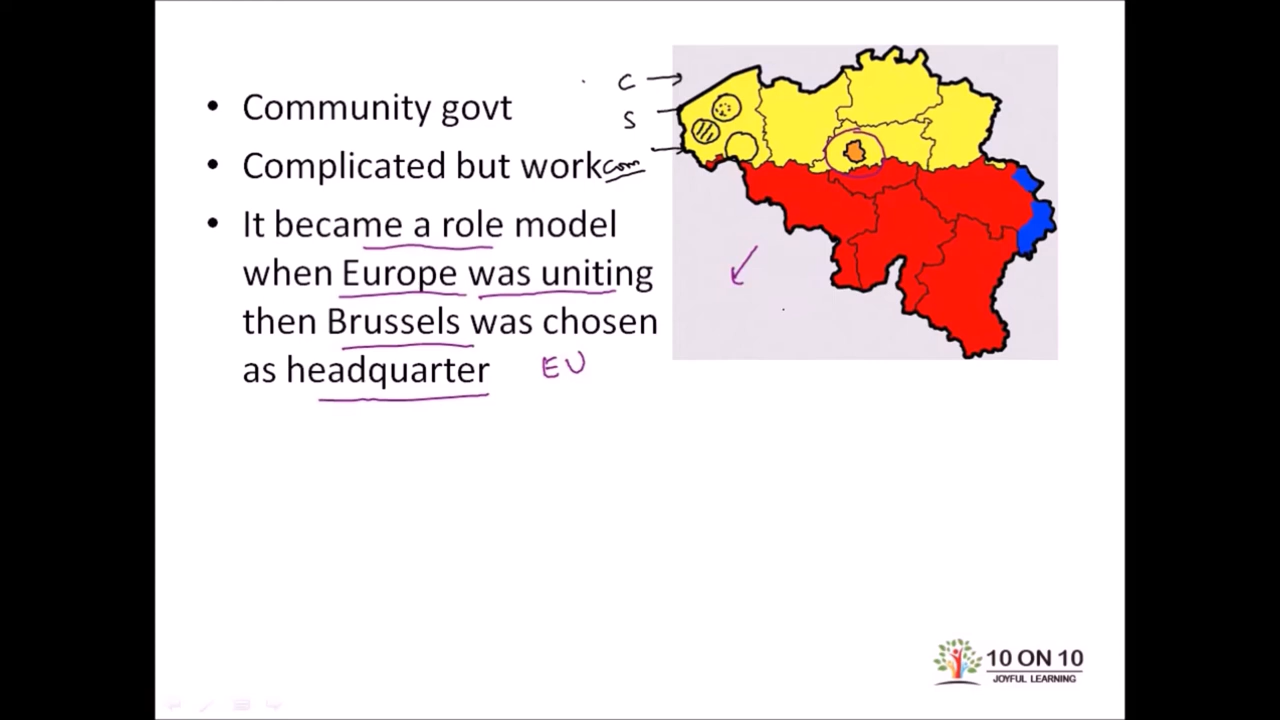 • Community govt
• Complicated but work
• It became a role model
when Europe was uniting
then Brussels was chosen
as headquarter
EU
C
S
Com
10 ON 10
JOYFUL LEARNING